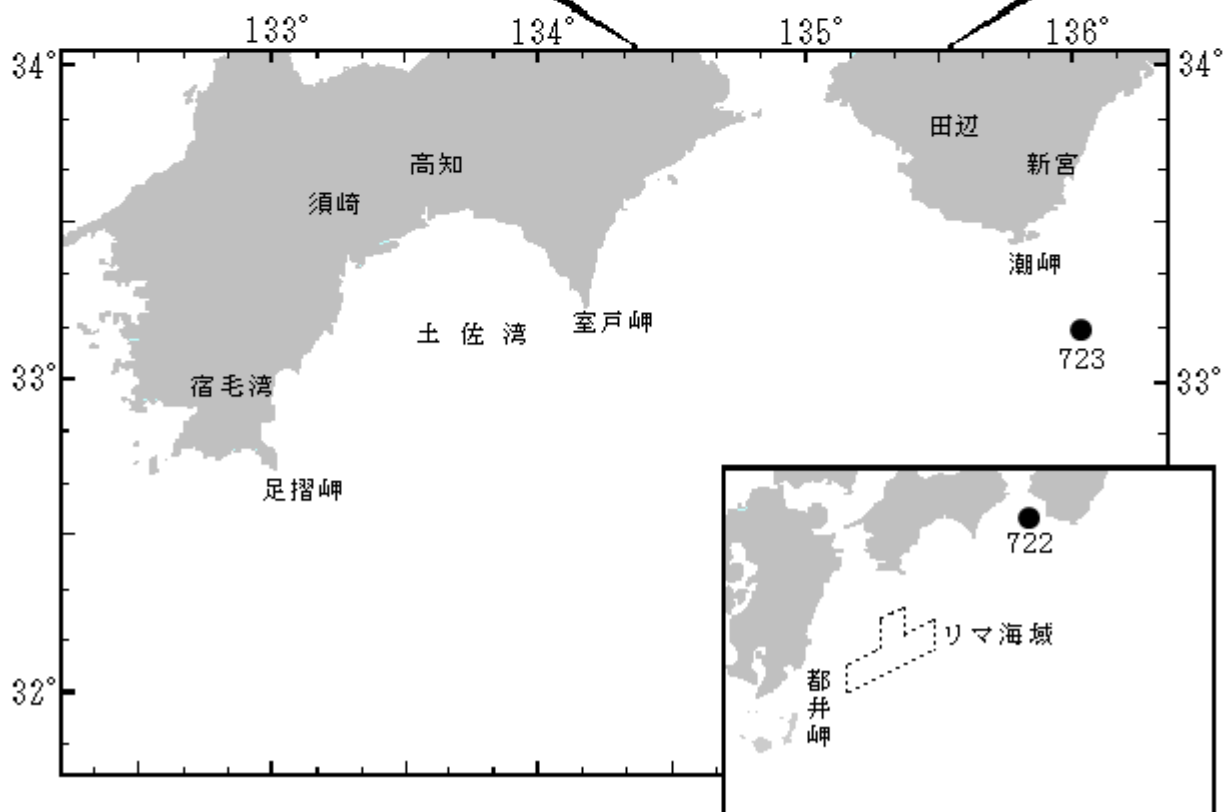 133°
134°
135°
136°
34°
34°
田辺
高知
新宮
須崎
潮岬
室戸岬
土佐湾
723
33°
33°
宿毛湾
足摺岬
722
リマ海域
32°
都井岬